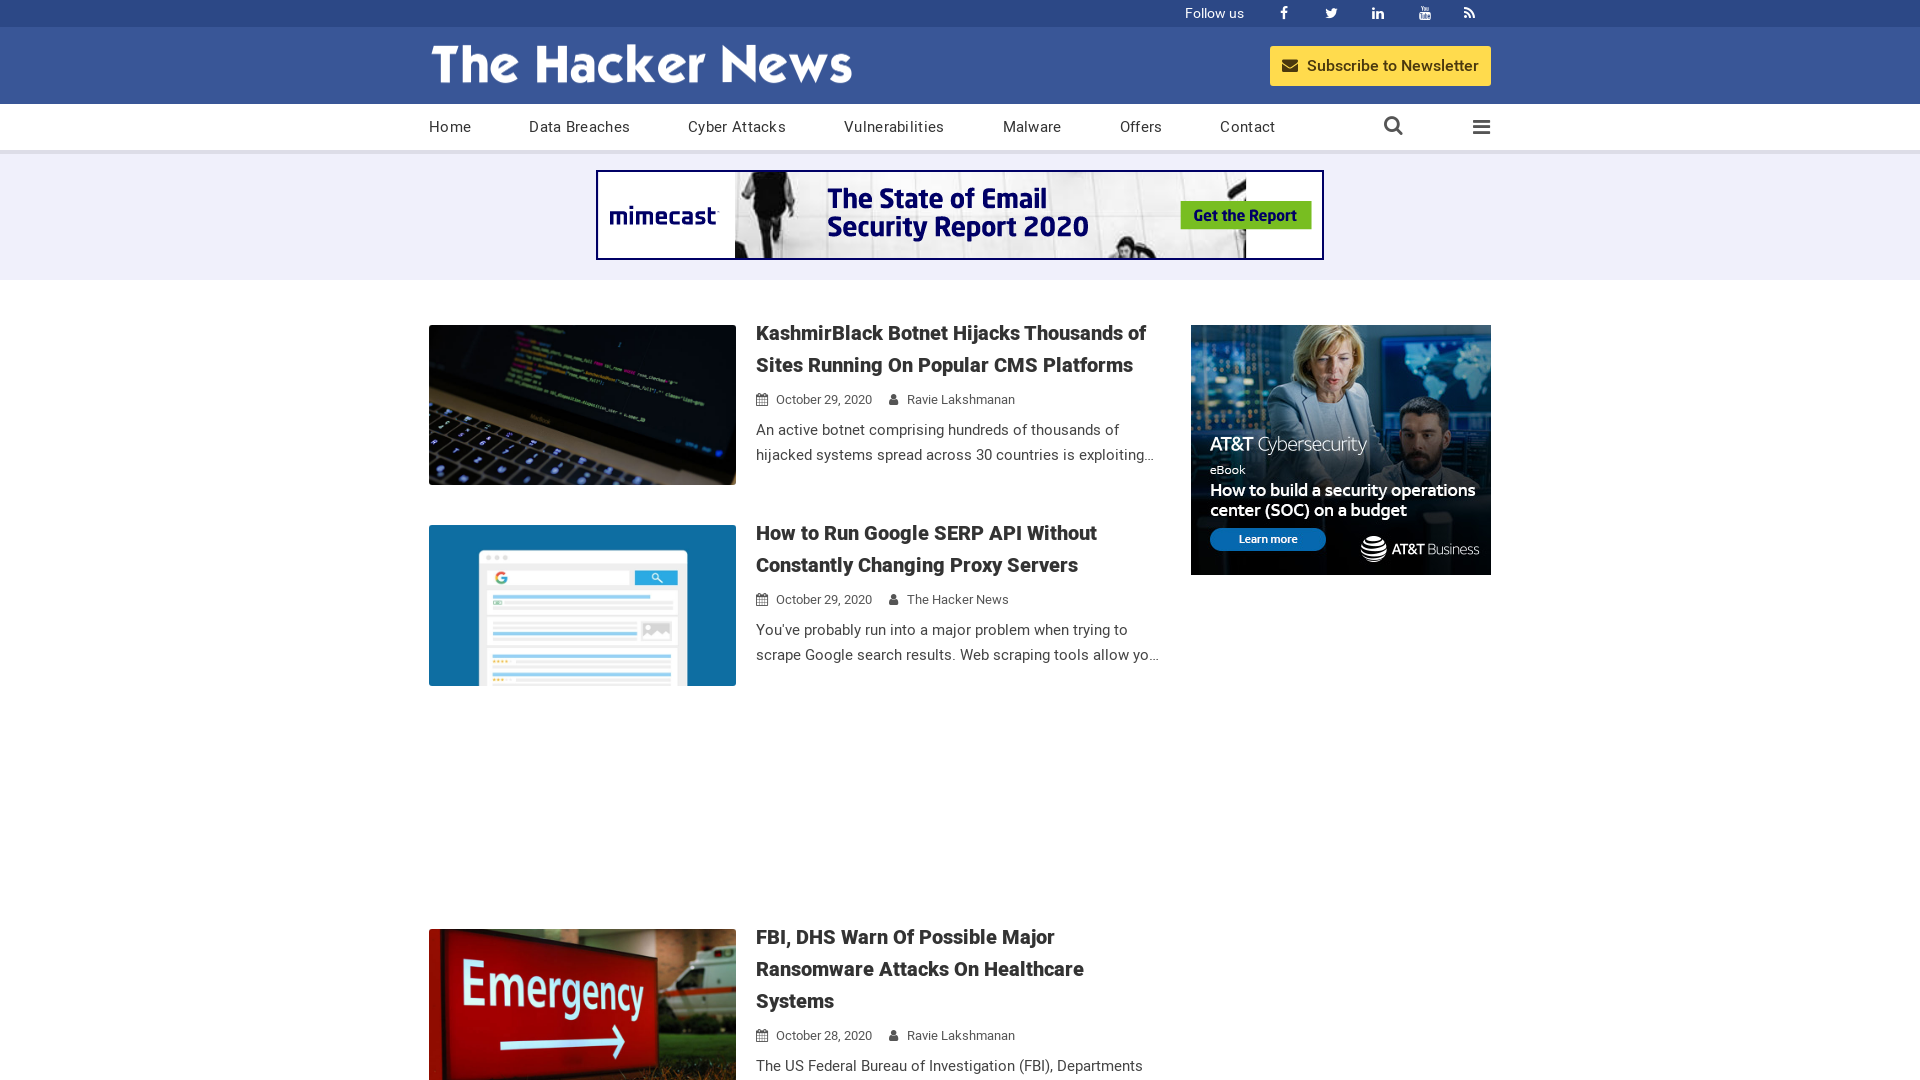 Follow us
The Hacker News
Subscribe to Newsletter
Home
Data Breaches
Cyber Attacks
Vulnerabilities
Malware
Offers
Contact
mimecast
The State of Email
Security Report 2020
Get the Report
KashmirBlack Botnet Hijacks Thousands of
Sites Running On Popular CMS Platforms
October 29, 2020
Ravie Lakshmanan
An active botnet comprising hundreds of thousands of
hijacked systems spread across 30 countries is exploiting…
AT&T Cybersecurity
eBook
How to build a security operations
center (SOC) on a budget
Learn more
AT&T Business
How to Run Google SERP API Without
Constantly Changing Proxy Servers
October 29, 2020
The Hacker News
You've probably run into a major problem when trying to
scrape Google search results. Web scraping tools allow yo…
Emergency
FBI, DHS Warn Of Possible Major
Ransomware Attacks On Healthcare
Systems
October 28, 2020
Ravie Lakshmanan
The US Federal Bureau of Investigation (FBI), Departments